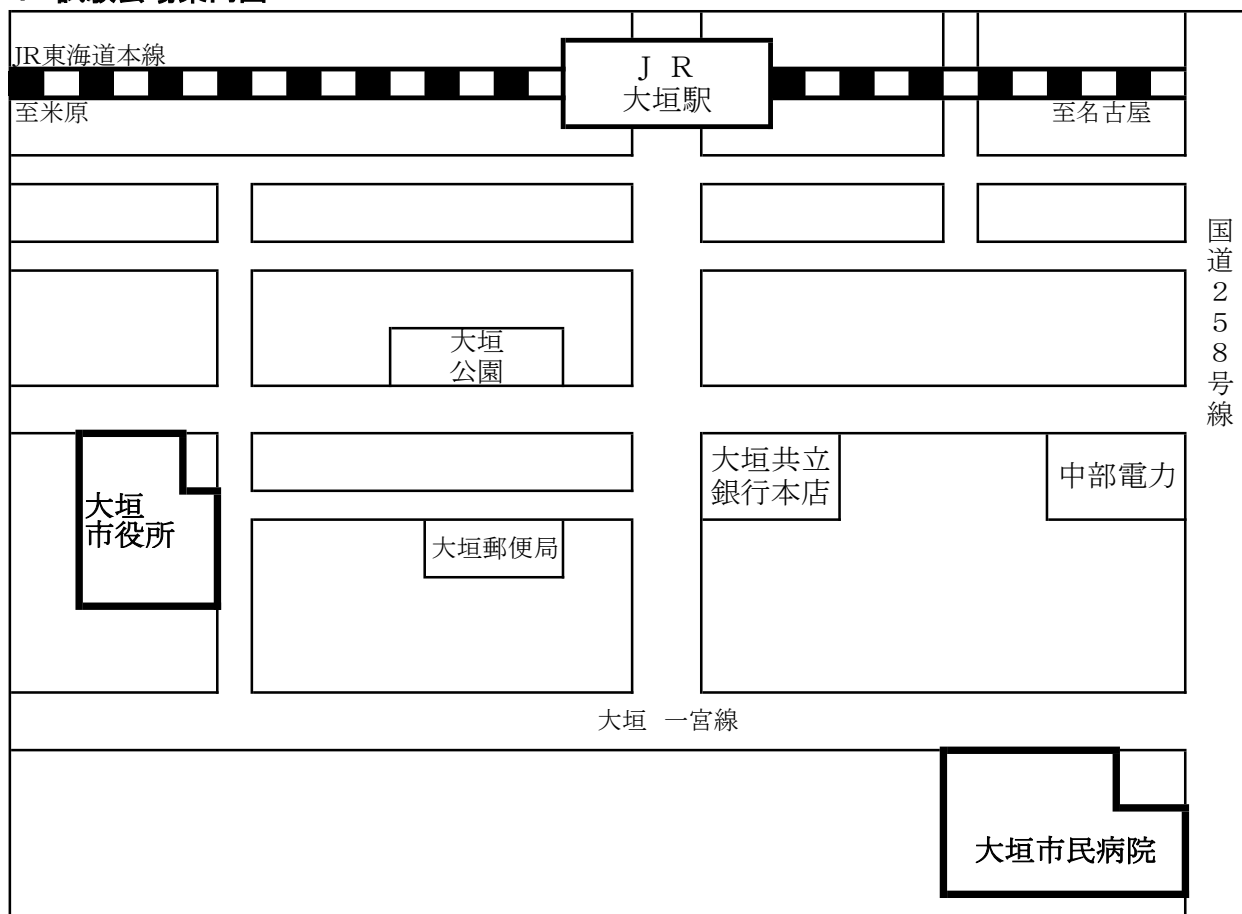 JR東海道本線
J R
大垣駅
至米原
至名古屋
国道258号線
大垣
公園
大垣共立
銀行本店
中部電力
大垣
市役所
大垣郵便局
大垣 一宮線
大垣市民病院